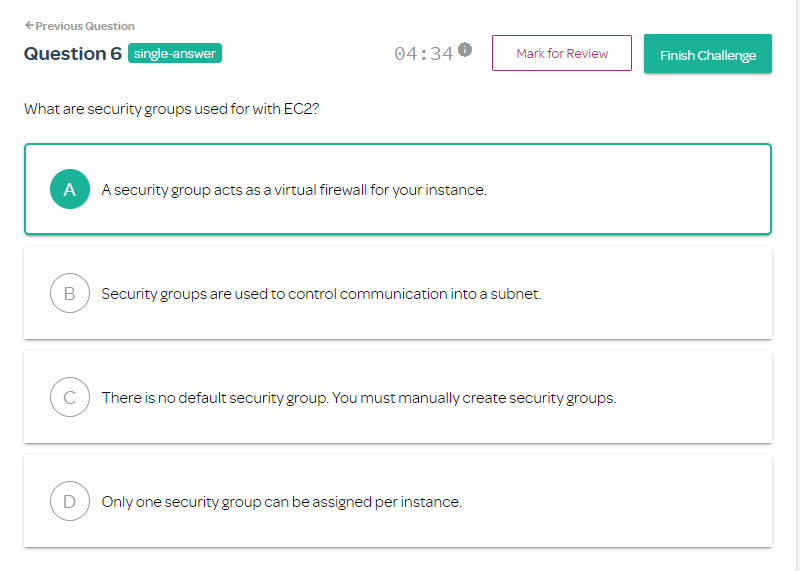 ←Previous Question
Question 6 single-answer 04:34 Mark for Review Finish Challenge
What are security groups used for with EC2?
A A security group acts as a virtual firewall for your instance.
B Security groups are used to control communication into a subnet.
C There is no default security group. You must manually create security groups.
D Only one security group can be assigned per instance.